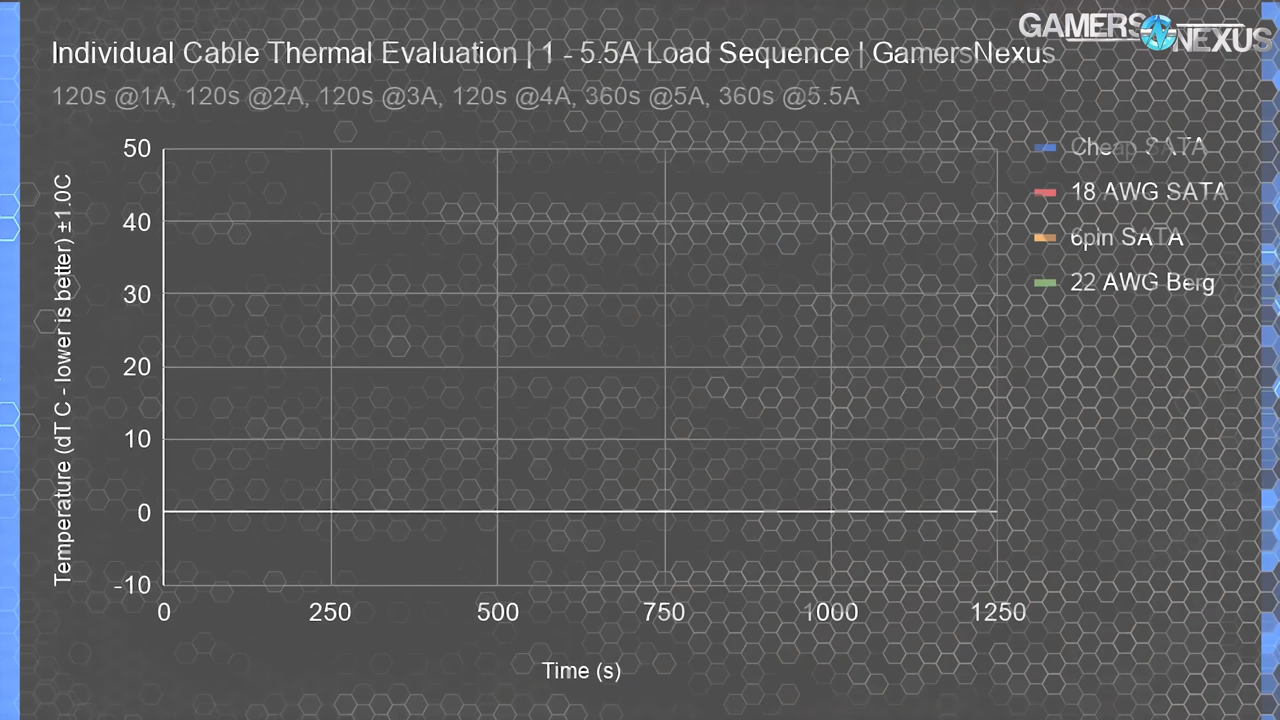 GAMERS NEXUS
Individual Cable Thermal Evaluation | 1 - 5.5A Load Sequence | GamersNexus
120s @1A, 120s @2A, 120s @3A, 120s @4A, 360s @5A, 360s @5.5A
Temperature (dT C - lower is better) ±1.0C
50
40
30
20
10
0
-10
0 250 500 750 1000 1250
Time (s)
Cheap SATA
18 AWG SATA
6pin SATA
22 AWG Berg